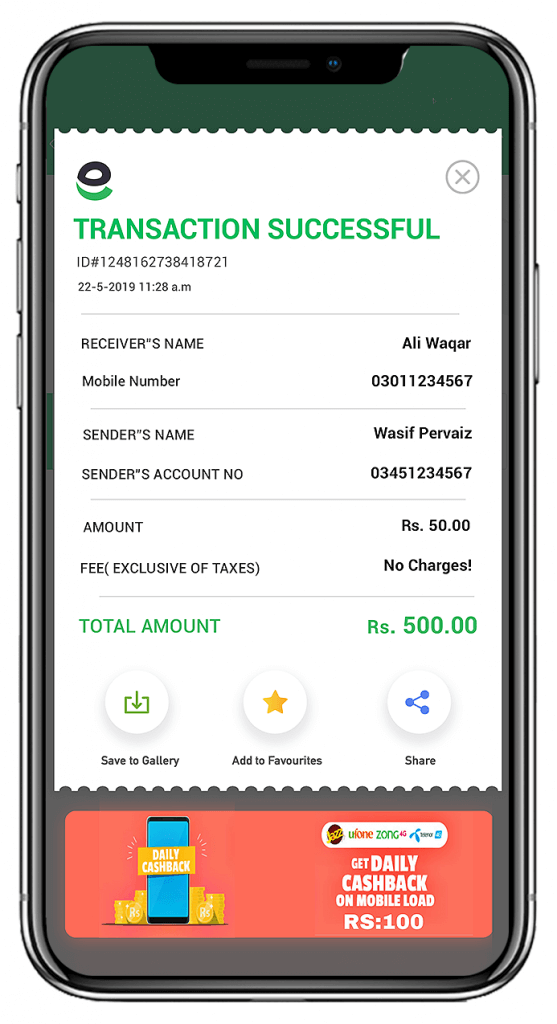 TRANSACTION SUCCESSFUL
ID#1248162738418721
22-5-2019 11:28 a.m
RECEIVER"S NAME Ali Waqar
Mobile Number 03011234567
SENDER"S NAME Wasif Pervaiz
SENDER"S ACCOUNT NO 03451234567
AMOUNT Rs. 50.00
FEE( EXCLUSIVE OF TAXES) No Charges!
TOTAL AMOUNT Rs. 500.00
Save to Gallery Add to Favourites Share
DAILY
CASHBACK
Rs Rs
Jazz ufone zong 4G telenor 4G
GET DAILY
CASHBACK
ON MOBILE LOAD
RS:100